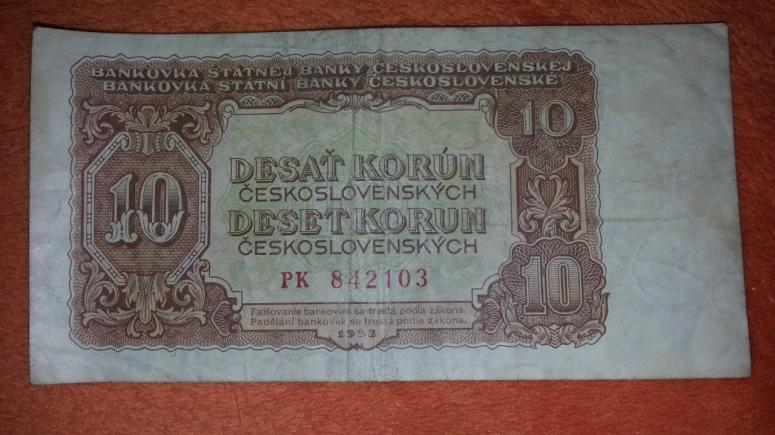 BANKOVKA ŠTÁTNEJ BANKY ČESKOSLOVENSKEJ
BANKOVKA STÁTNÍ BANKY ČESKOSLOVENSKÉ
10
10
DESAŤ KORÚN
ČESKOSLOVENSKÝCH
DESET KORUN
ČESKOSLOVENSKÝCH
PK 842103
10
Falšovanie bankoviek sa trestá podľa zákona.
Padělání bankovek se trestá podle zákona.
1953